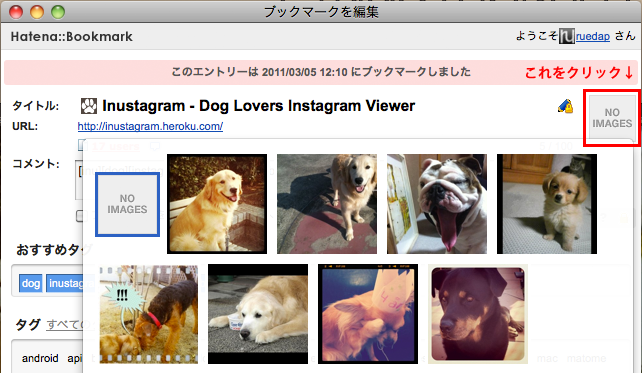 ブックマークを編集
Hatena::Bookmark
ようこそ ruedap さん
このエントリーは 2011/03/05 12:10 にブックマークしました
これをクリック↓
タイトル: Inustagram - Dog Lovers Instagram Viewer
NO IMAGES
URL: http://inustagram.heroku.com/
コメント:
NO IMAGES
おすすめタグ
dog inustag
!!!
タグ すべての
android api